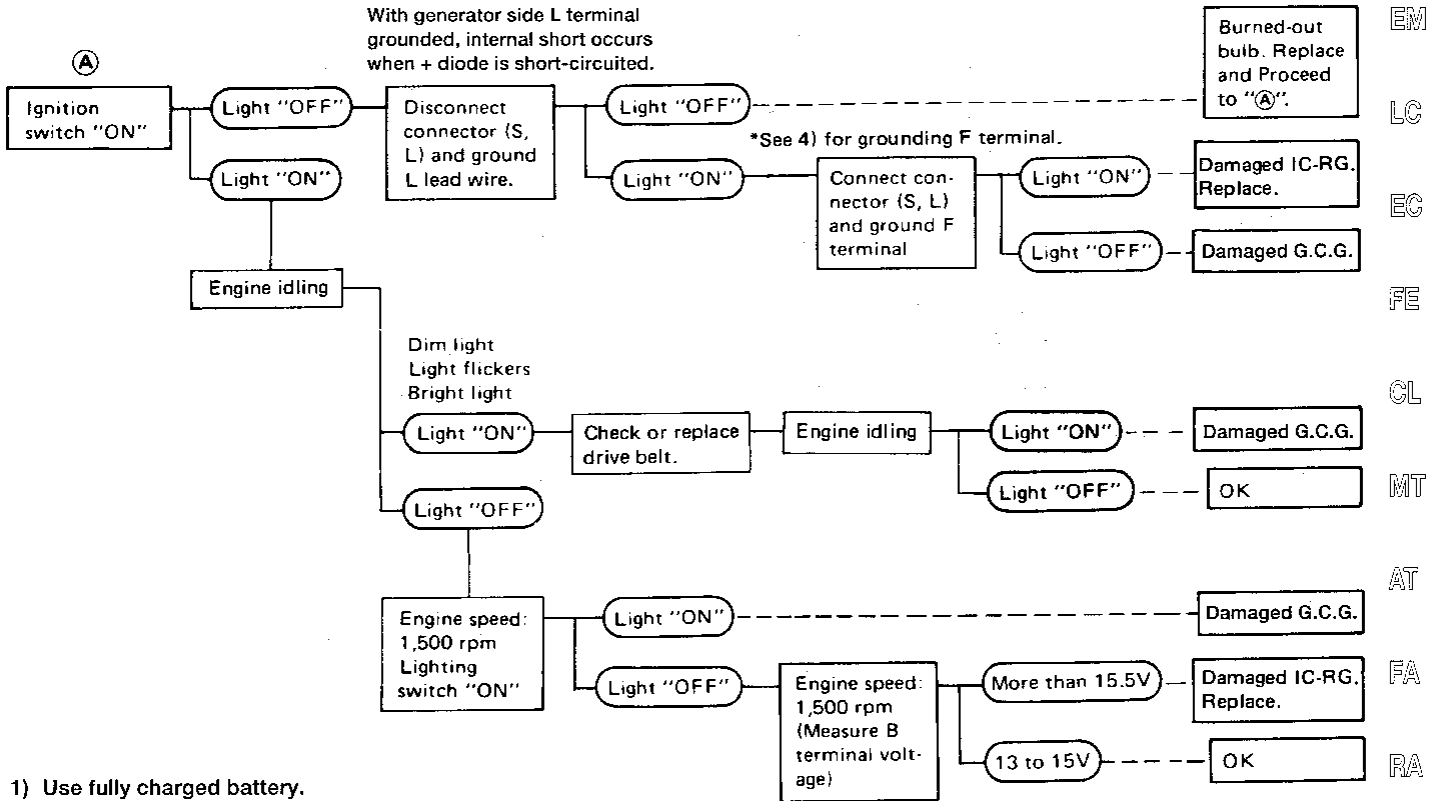 With generator side L terminal
grounded, internal short occurs
when + diode is short-circuited.
EM
Burned-out
bulb. Replace
and Proceed
to "Ⓐ".
Ⓐ
Ignition
switch "ON"
Light "OFF"
Disconnect
connector (S,
L) and ground
L lead wire.
Light "OFF"
LC
*See 4) for grounding F terminal.
Light "ON"
Light "ON"
Connect con-
nector (S, L)
and ground F
terminal
Light "ON"
Damaged IC-RG.
Replace.
EC
Light "OFF"
Damaged G.C.G.
Engine idling
FE
Dim light
Light flickers
Bright light
CL
Light "ON"
Check or replace
drive belt.
Engine idling
Light "ON"
Damaged G.C.G.
Light "OFF"
OK
MT
Light "OFF"
AT
Engine speed:
1,500 rpm
Lighting
switch "ON"
Light "ON"
Damaged G.C.G.
Light "OFF"
Engine speed:
1,500 rpm
(Measure B
terminal volt-
age)
More than 15.5V
Damaged IC-RG.
Replace.
FA
13 to 15V
OK
RA
1) Use fully charged battery.